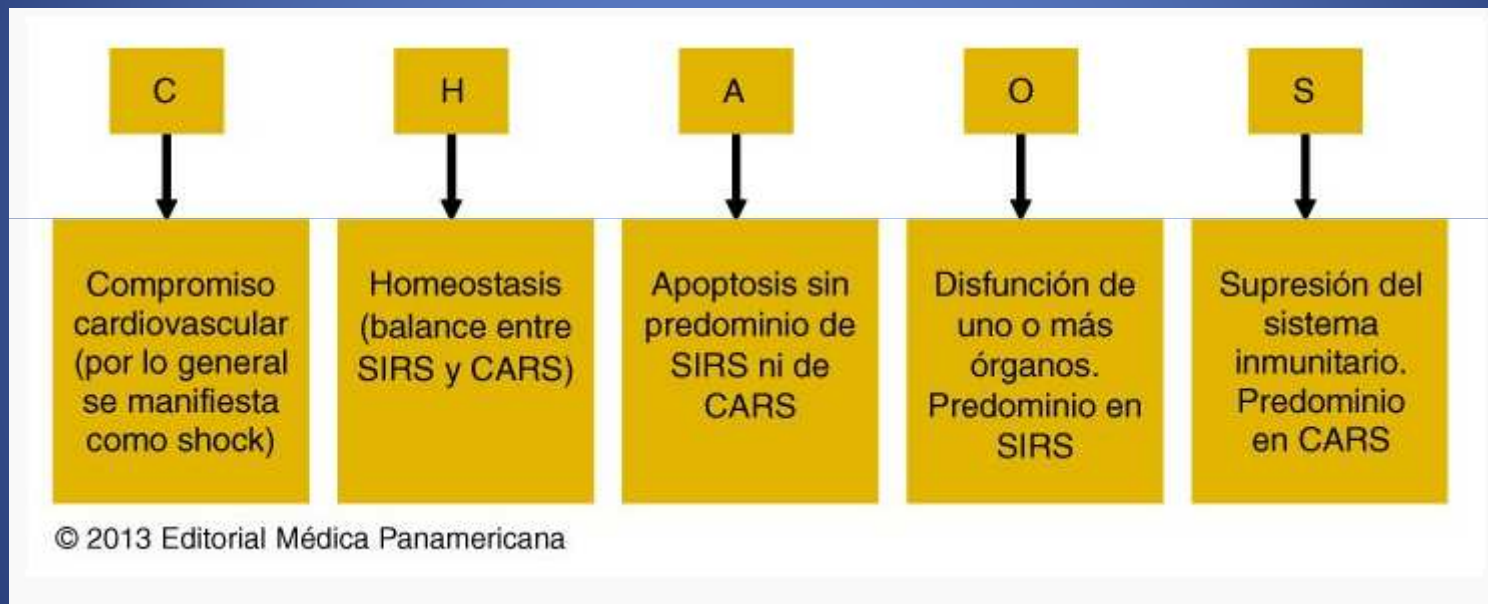 C
H
A
O
S
Compromiso
cardiovascular
(por lo general
se manifiesta
como shock)
Homeostasis
(balance entre
SIRS y CARS)
Apoptosis sin
predominio de
SIRS ni de
CARS
Disfunción de
uno o más
órganos.
Predominio en
SIRS
Supresión del
sistema
inmunitario.
Predominio
en CARS
© 2013 Editorial Médica Panamericana